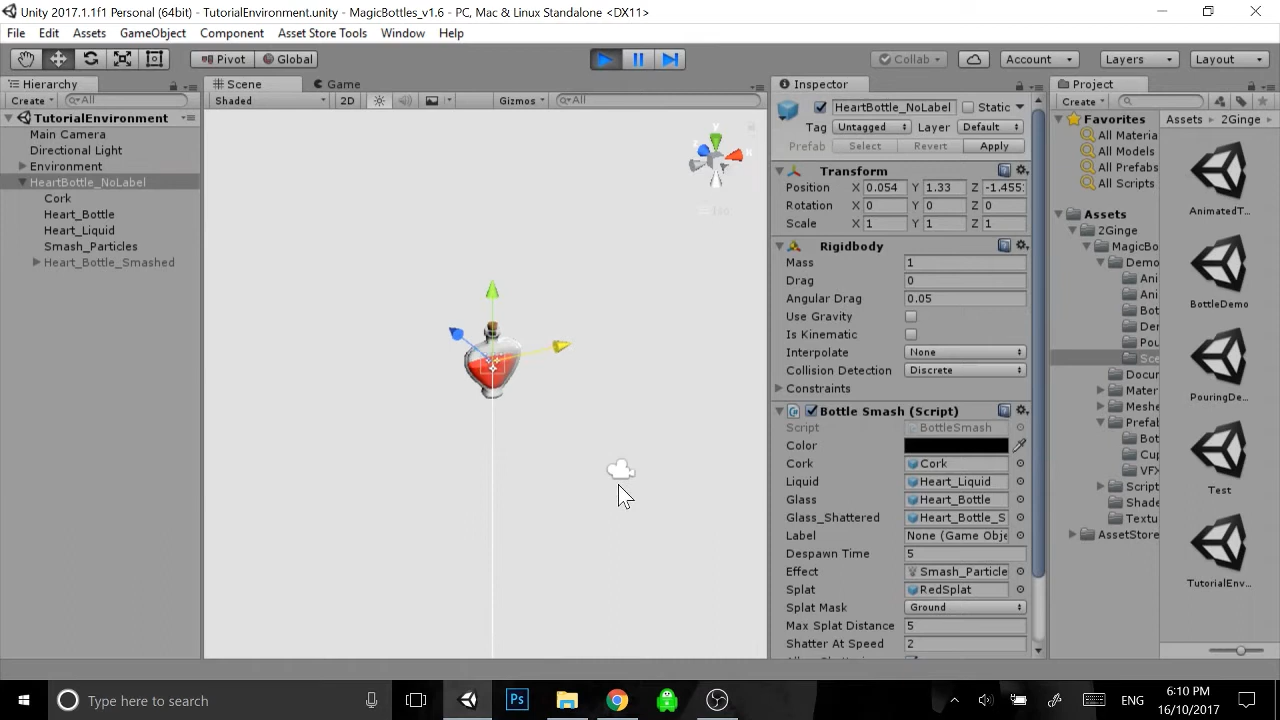 Unity 2017.1.1f1 Personal (64bit) - TutorialEnvironment.unity - MagicBottles_v1.6 - PC, Mac & Linux Standalone <DX11>
File Edit Assets GameObject Component Asset Store Tools Window Help
Pivot Global Collab Account Layers Layout
Hierarchy
Create All
TutorialEnvironment
Main Camera
Directional Light
Environment
HeartBottle_NoLabel
Cork
Heart_Bottle
Heart_Liquid
Smash_Particles
Heart_Bottle_Smashed
Scene Game
Shaded 2D Gizmos All
y
Inspector
HeartBottle_NoLabel Static
Tag Untagged Layer Default
Prefab Select Revert Apply
Transform
Position X 0.054 Y 1.33 Z -1.455
Rotation X 0 Y 0 Z 0
Scale X 1 Y 1 Z 1
Rigidbody
Mass 1
Drag 0
Angular Drag 0.05
Use Gravity
Is Kinematic
Interpolate None
Collision Detection Discrete
Constraints
Bottle Smash (Script)
Script BottleSmash
Color
Cork Cork
Liquid Heart_Liquid
Glass Heart_Bottle
Glass_Shattered Heart_Bottle_S
Label None (Game Obje
Despawn Time 5
Effect Smash_Particle
Splat RedSplat
Splat Mask Ground
Max Splat Distance 5
Shatter At Speed 2
Project
Create
Favorites
All Materia
All Models
All Prefabs
All Scripts
Assets
2Ginge
MagicBo
Demo
Ani
Ani
Bot
Der
Pou
Sce
Docur
Mater
Meshe
Prefab
Bot
Cup
VFX
Script
Shade
Textu
AssetStore
Assets 2Ginge
AnimatedT...
BottleDemo
PouringDe...
Test
TutorialEnv...
Type here to search
Ps
ENG
6:10 PM
16/10/2017